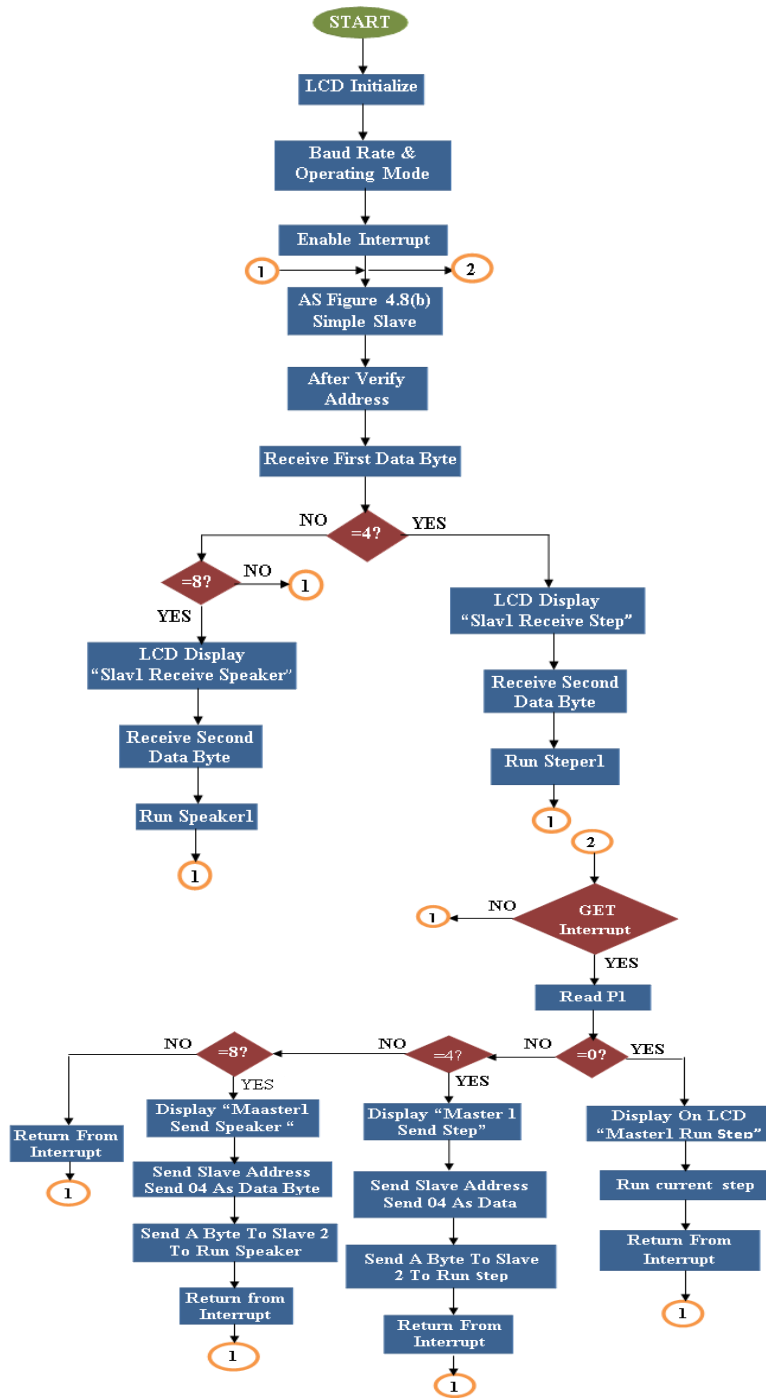 START
LCD Initialize
Baud Rate &
Operating Mode
Enable Interrupt
1
2
AS Figure 4.8(b)
Simple Slave
After Verify
Address
Receive First Data Byte
NO
=4?
YES
=8?
NO
1
YES
LCD Display
“Slav1 Receive Speaker”
Receive Second
Data Byte
Run Speaker1
1
LCD Display
“Slav1 Receive Step”
Receive Second
Data Byte
Run Steper1
1
2
GET
Interrupt
NO
1
YES
Read P1
=0?
NO
YES
=4?
NO
YES
=8?
NO
YES
Return From
Interrupt
1
Display “Maaster1
Send Speaker “
Send Slave Address
Send 04 As Data Byte
Send A Byte To Slave 2
To Run Speaker
Return from
Interrupt
1
Display “Master 1
Send Step”
Send Slave Address
Send 04 As Data
Send A Byte To Slave
2 To Run Step
Return From
Interrupt
1
Display On LCD
“Master1 Run Step”
Run current step
Return From
Interrupt
1